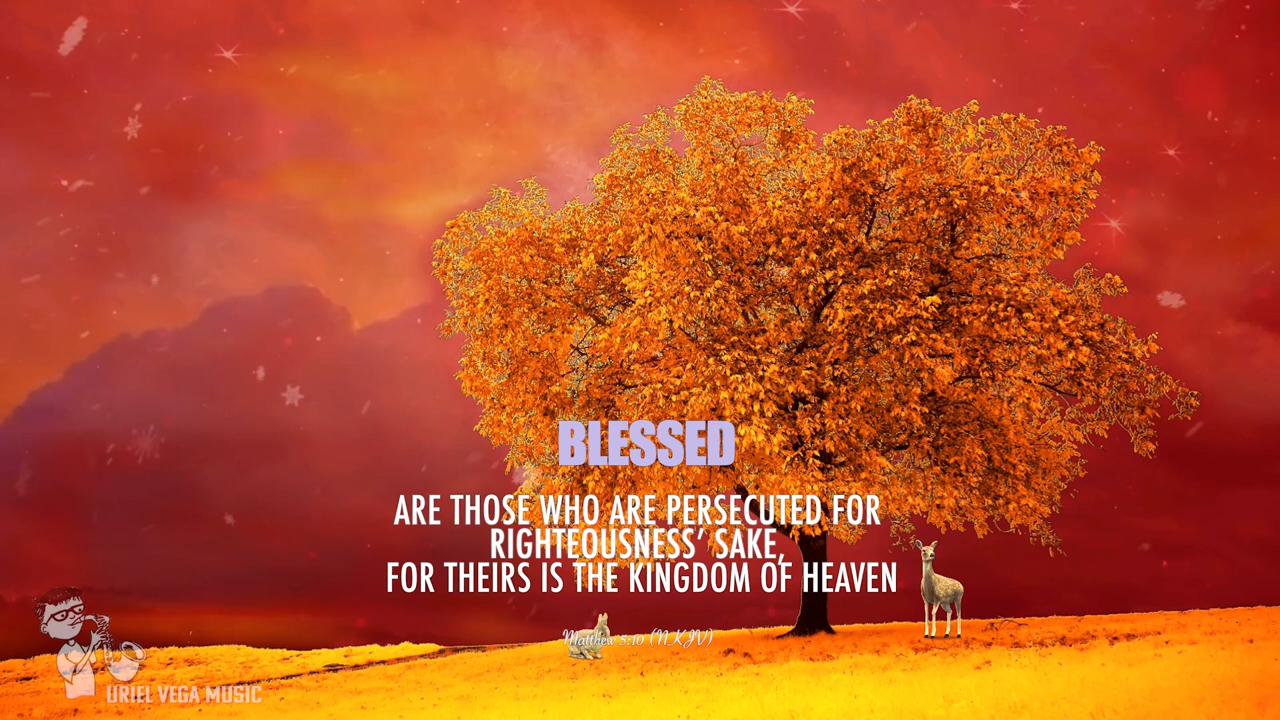 BLESSED
ARE THOSE WHO ARE PERSECUTED FOR
RIGHTEOUSNESS’ SAKE,
FOR THEIRS IS THE KINGDOM OF HEAVEN
Matthew 5:10 (NKJV)
URIEL VEGA MUSIC